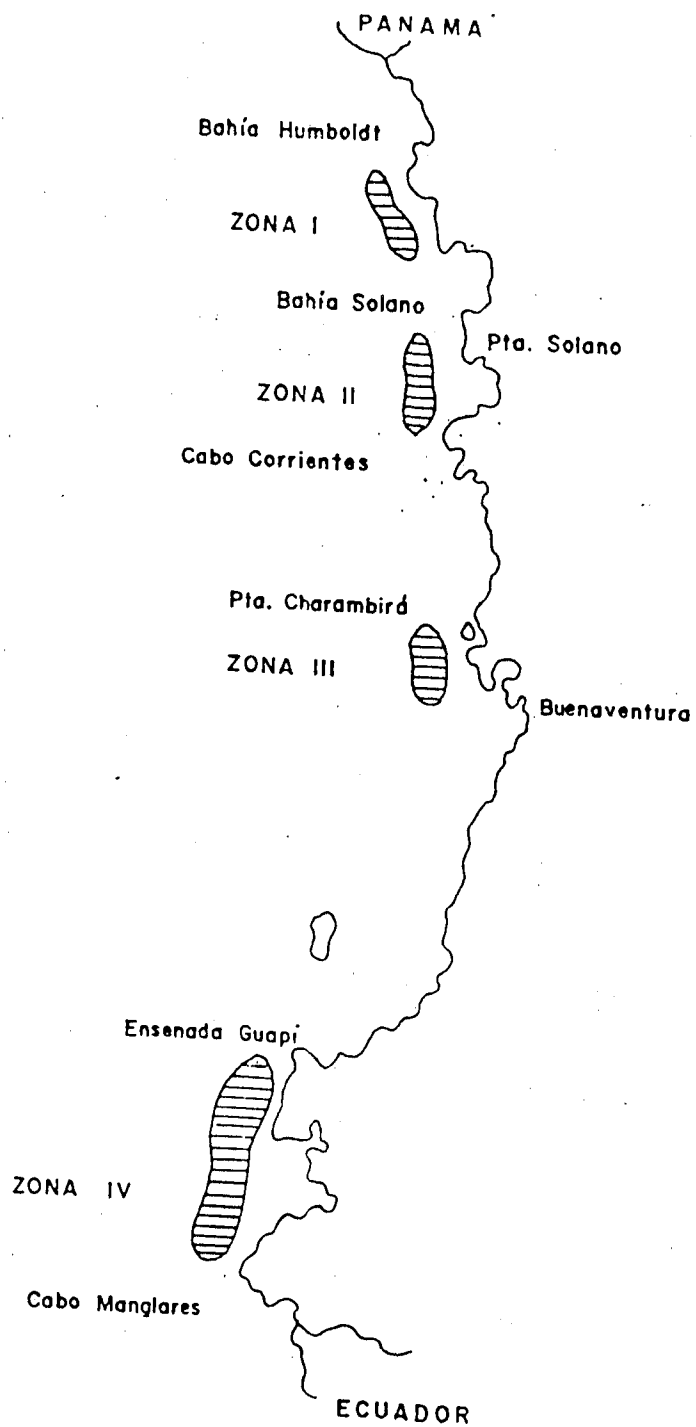 PANAMA
Bahía Humboldt
ZONA I
Bahía Solano
Pta. Solano
ZONA II
Cabo Corrientes
Pta. Charambirá
ZONA III
Buenaventura
Ensenada Guapí
ZONA IV
Cabo Manglares
ECUADOR